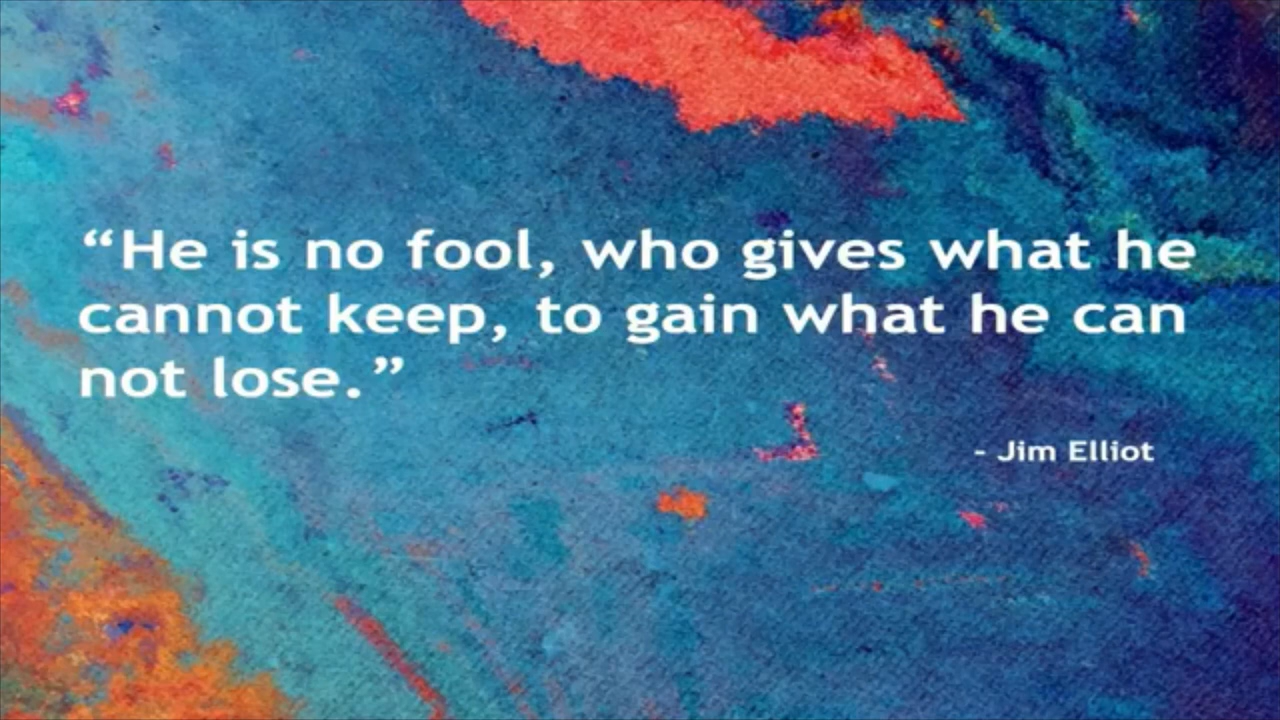 “He is no fool, who gives what he
cannot keep, to gain what he can
not lose.”
- Jim Elliot